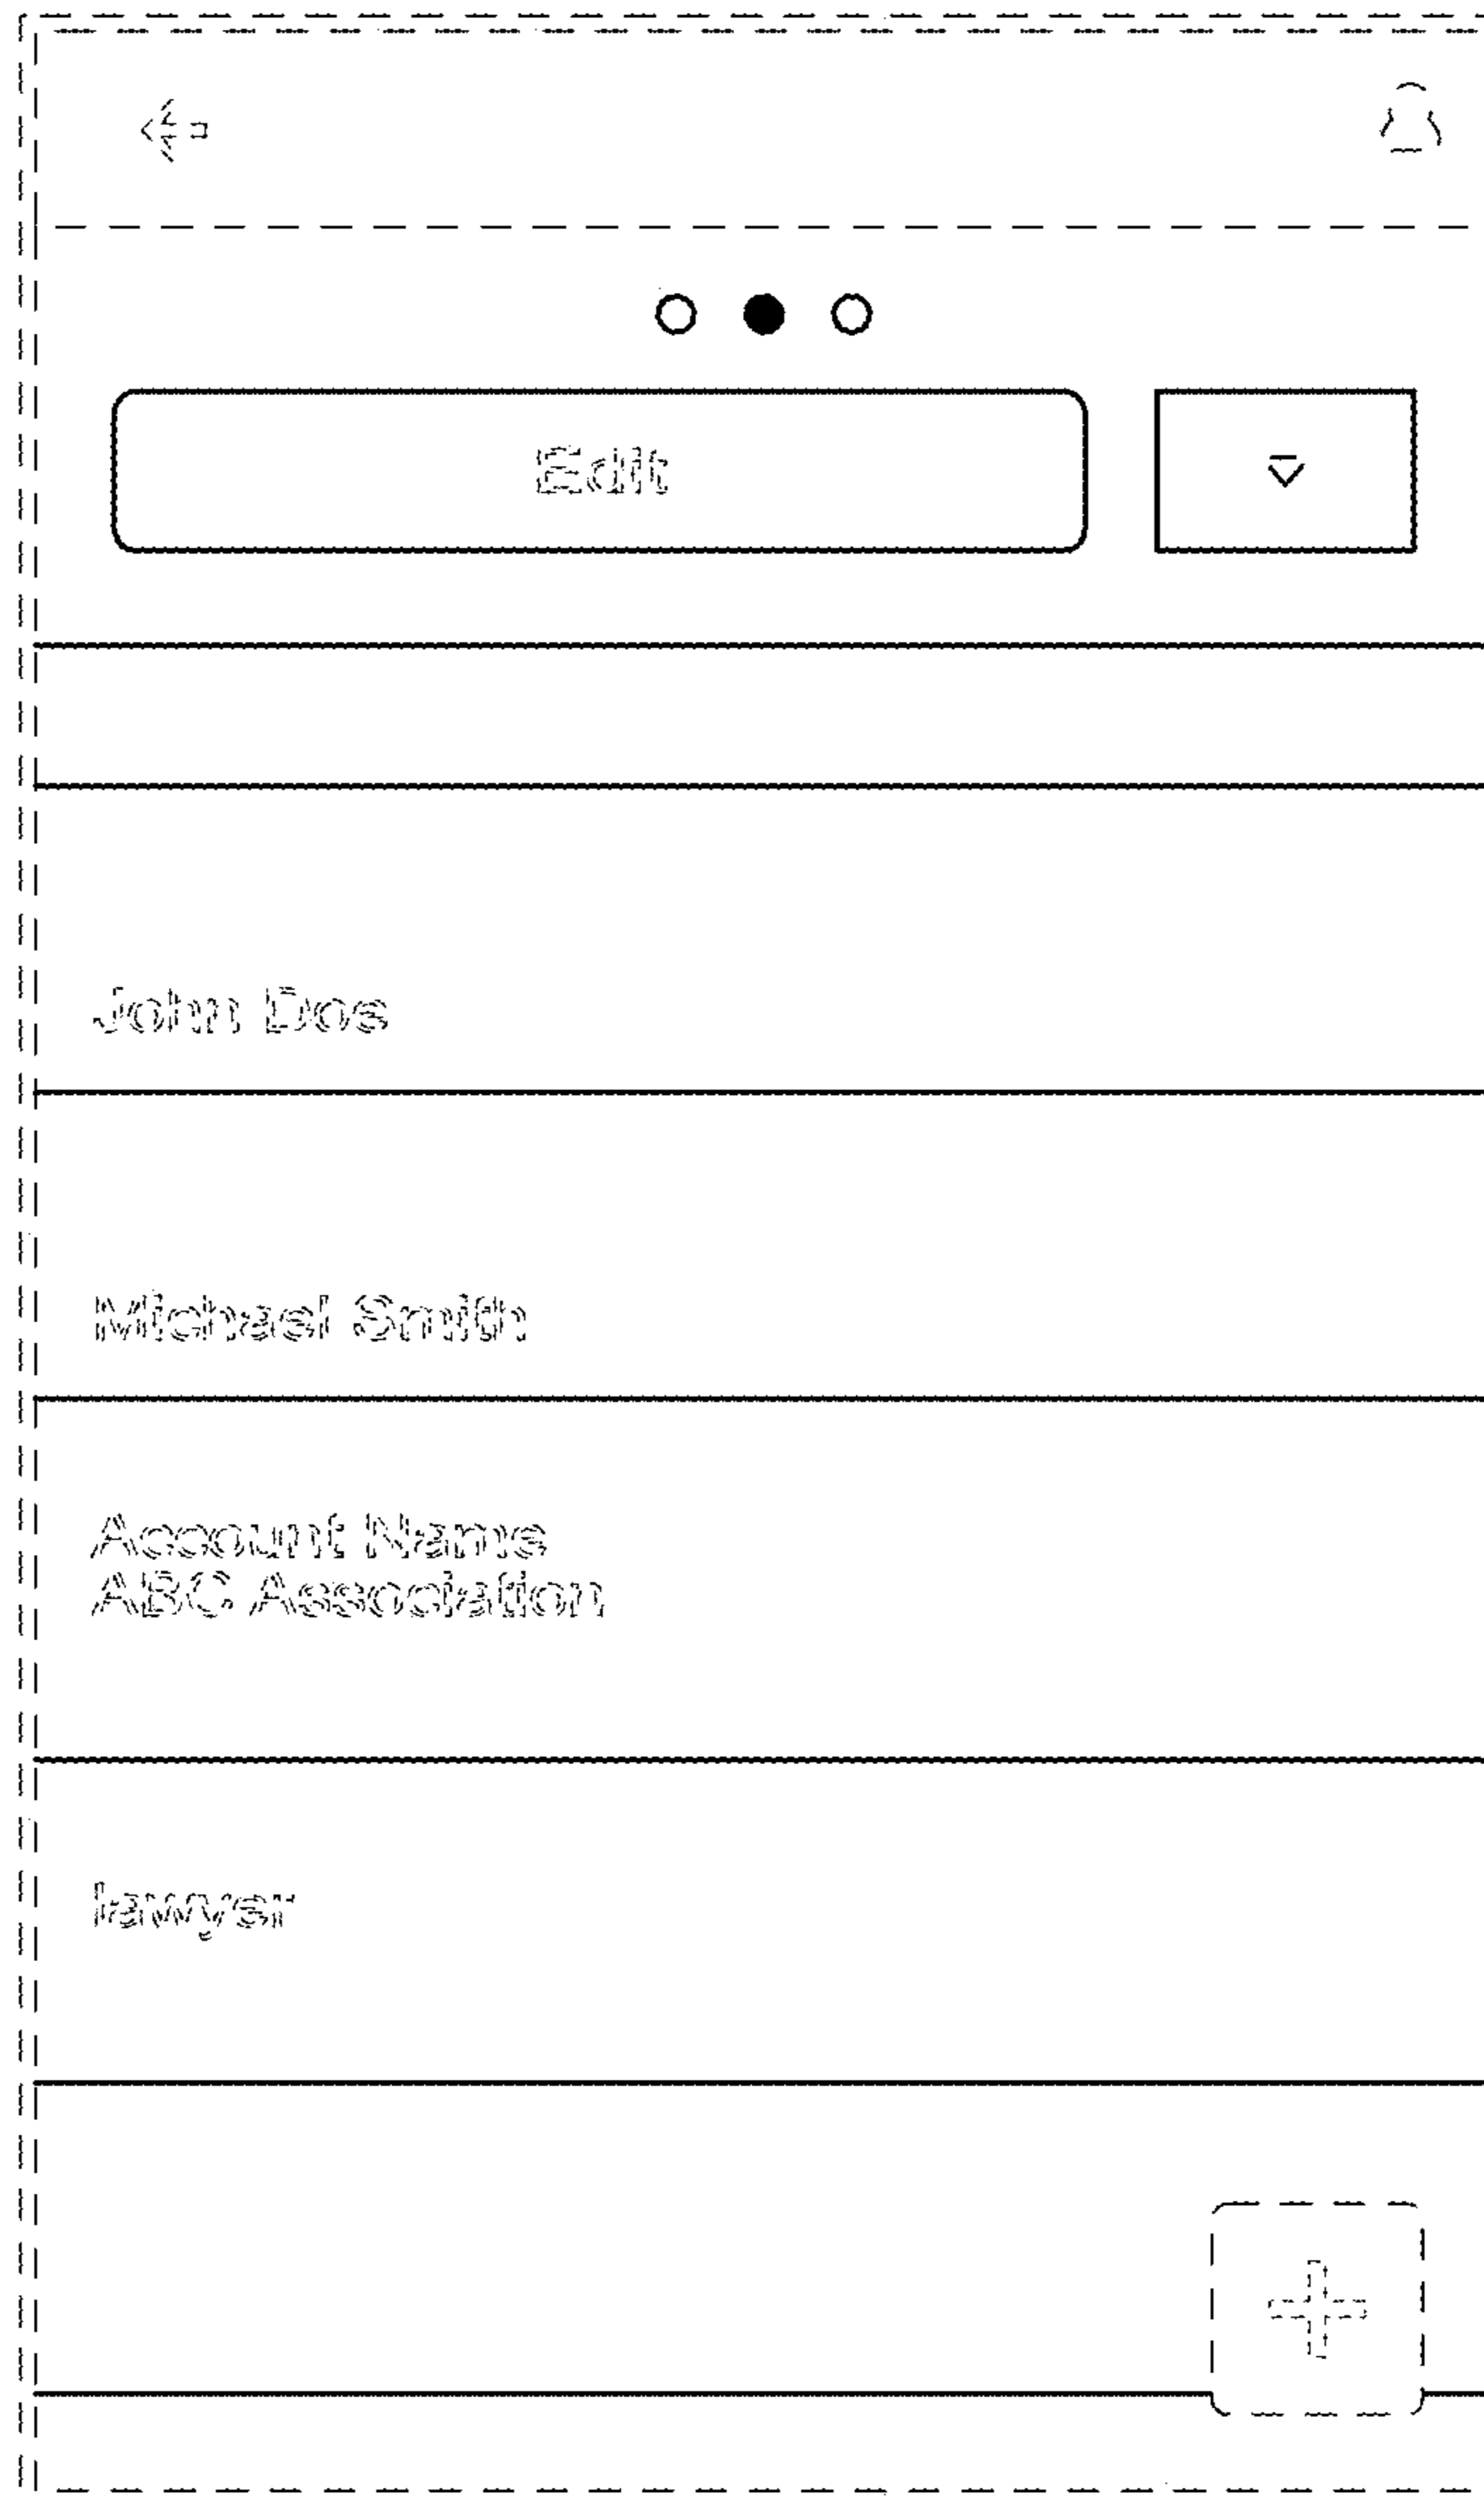 Edit
John Doe
Michael Smith
Account Name
ABC Association
lawyer